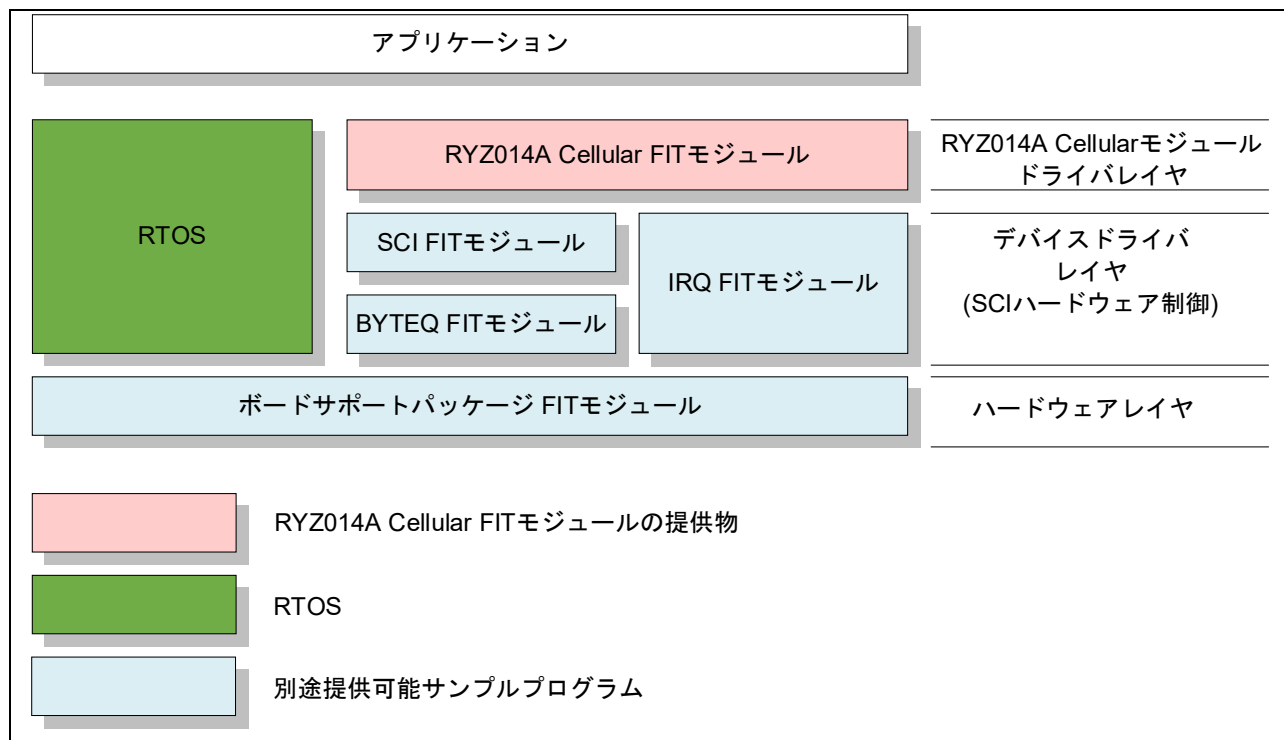 アプリケーション
RTOS
RYZ014A Cellular FITモジュール
RYZ014A Cellularモジュール
ドライバレイヤ
SCI FITモジュール
BYTEQ FITモジュール
IRQ FITモジュール
デバイスドライバ
レイヤ
(SCIハードウェア制御)
ボードサポートパッケージ FITモジュール
ハードウェアレイヤ
RYZ014A Cellular FITモジュールの提供物
RTOS
別途提供可能サンプルプログラム